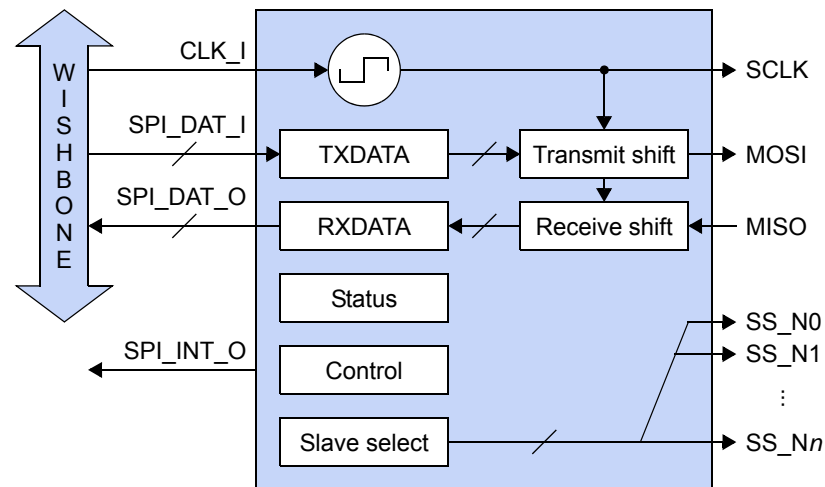 WISHBONE
CLK_I
SCLK
SPI_DAT_I
TXDATA
Transmit shift
MOSI
SPI_DAT_O
RXDATA
Receive shift
MISO
Status
SS_N0
SPI_INT_O
Control
SS_N1
⋮
Slave select
SS_Nn